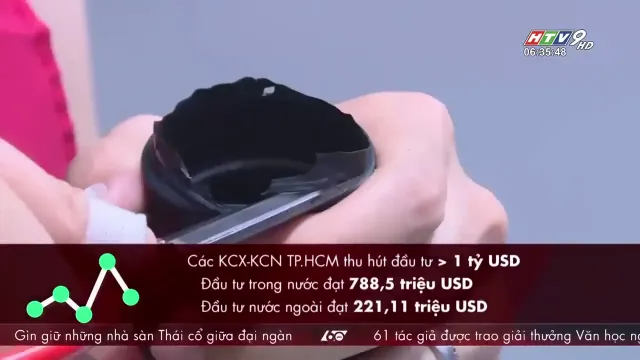 HTV9 HD
06:35:48
Các KCX-KCN TP.HCM thu hút đầu tư > 1 tỷ USD
Đầu tư trong nước đạt 788,5 triệu USD
Đầu tư nước ngoài đạt 221,11 triệu USD
Gin giữ những nhà sàn Thái cổ giữa đại ngàn
60
61 tác giả được trao giải thưởng Văn học n